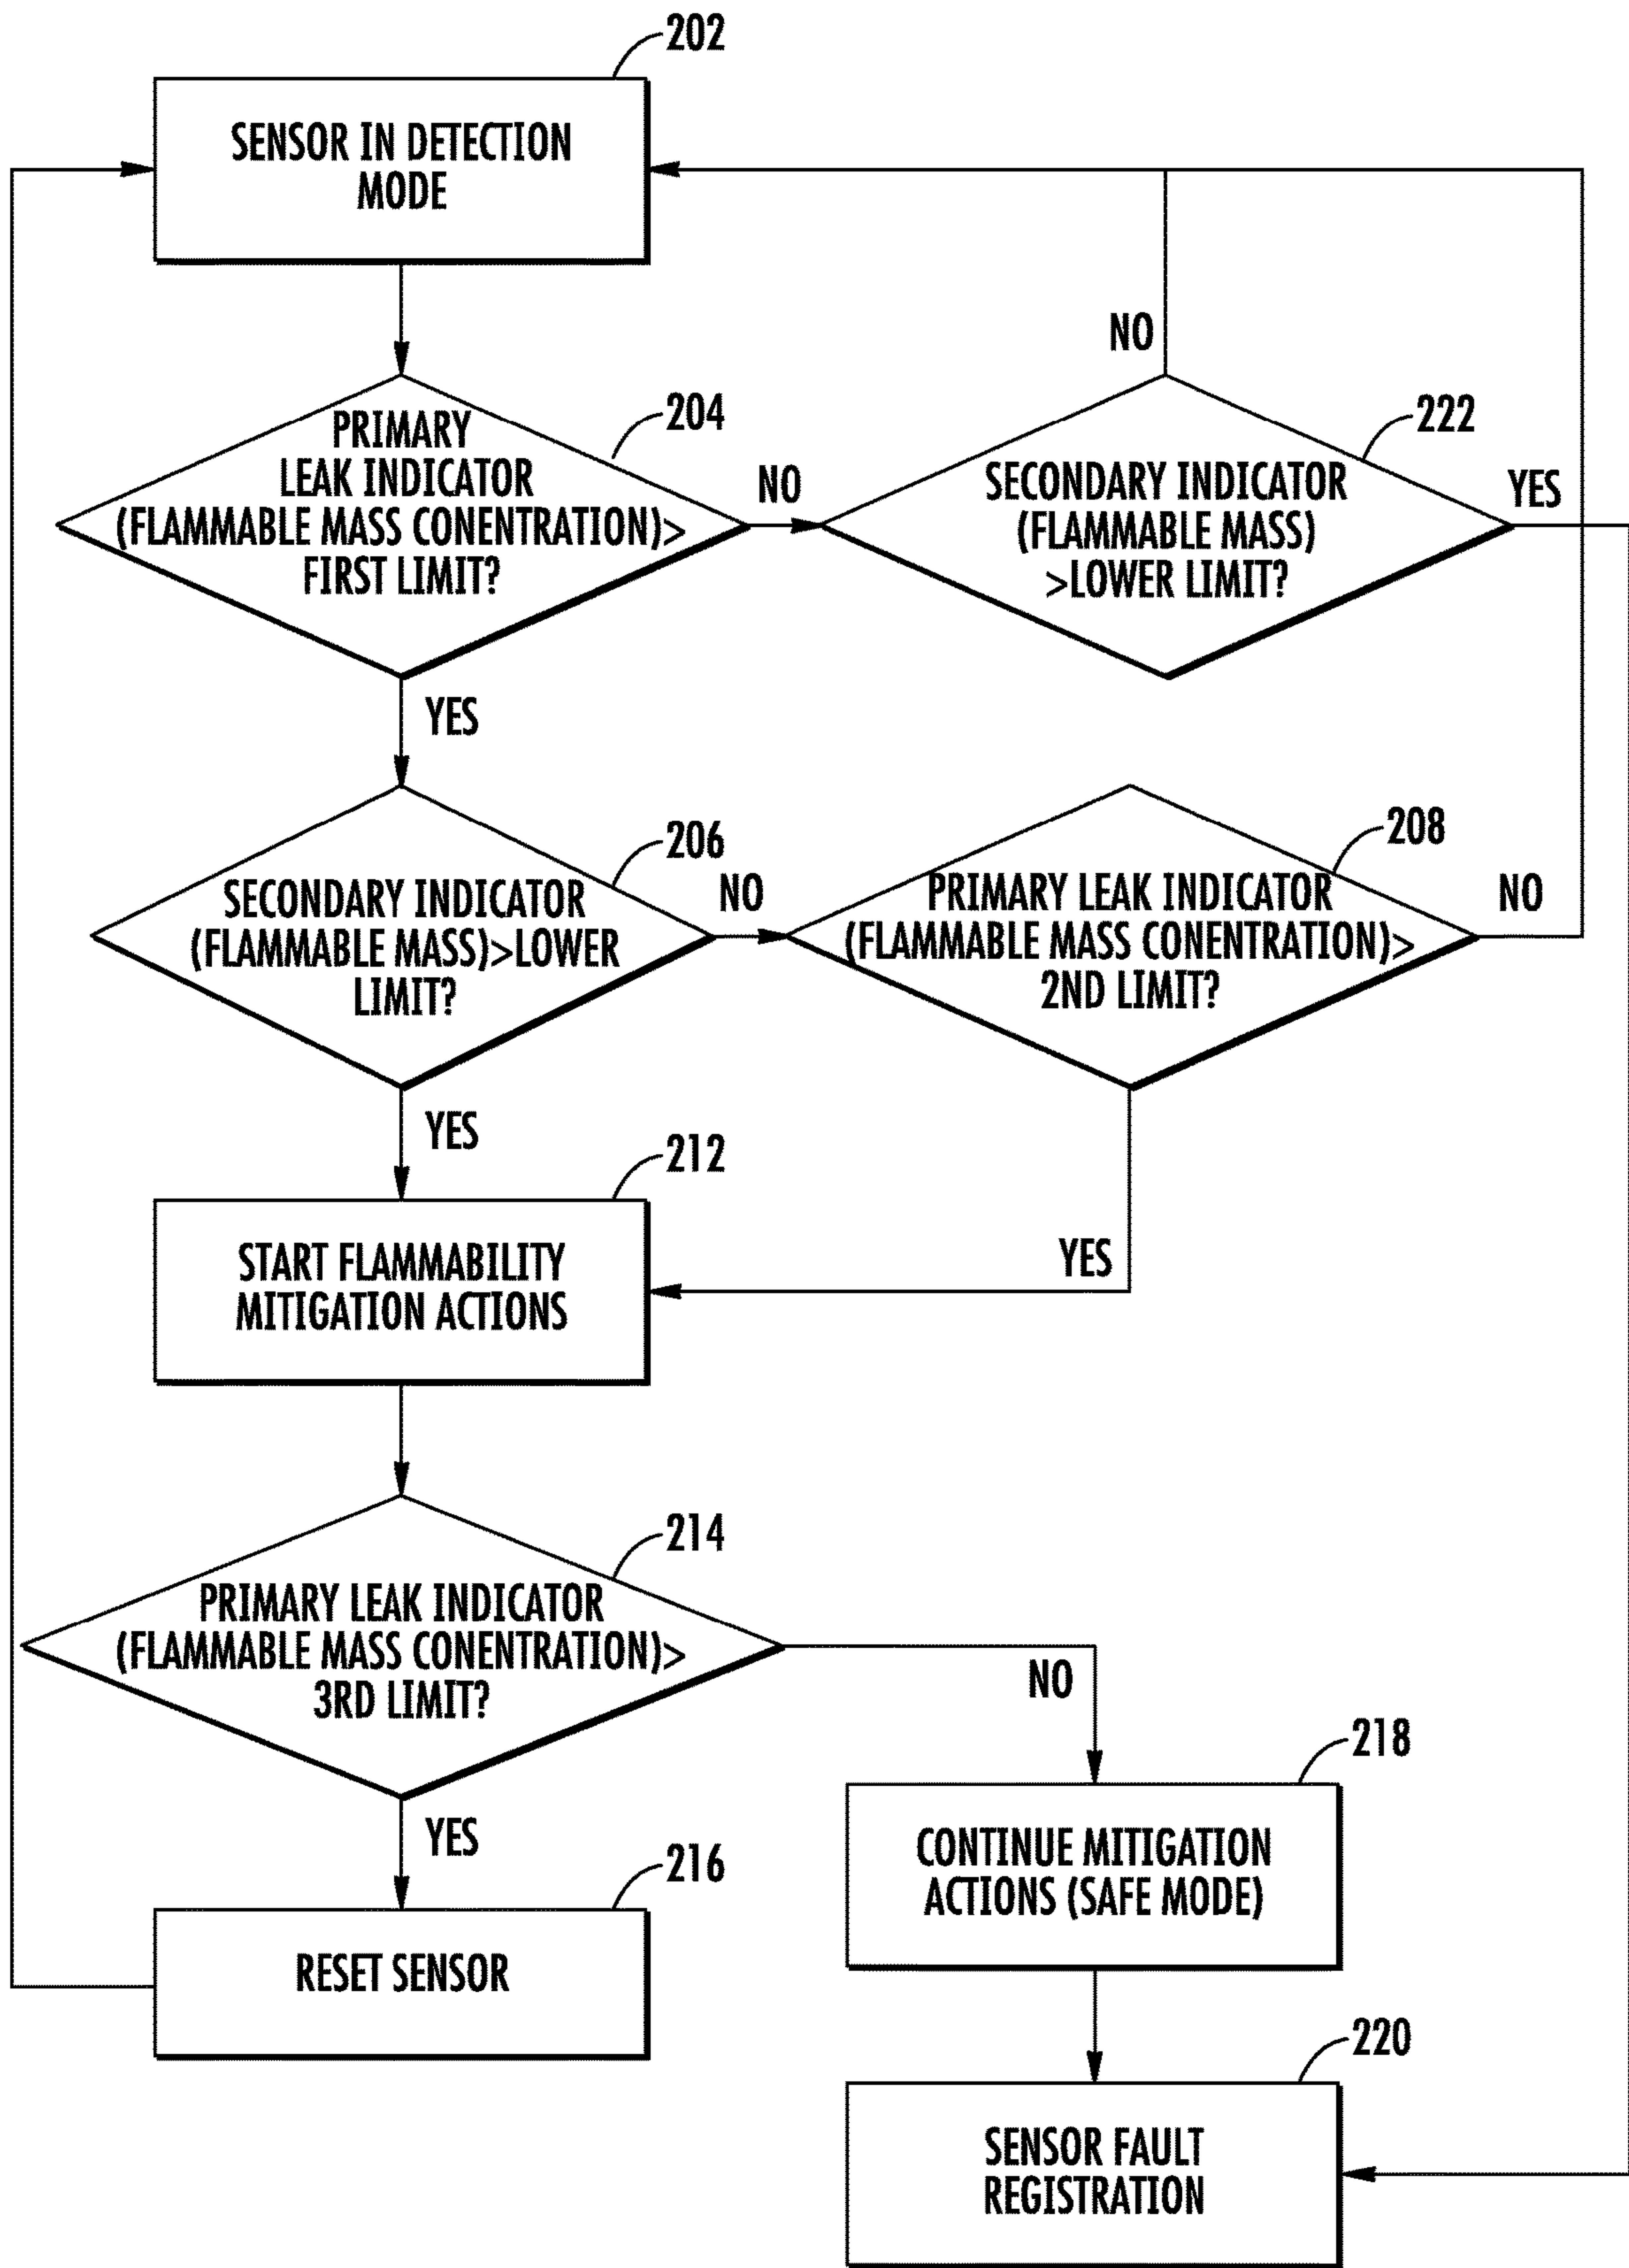 202
SENSOR IN DETECTION
MODE
NO
204
PRIMARY
LEAK INDICATOR
(FLAMMABLE MASS CONENTRATION)>
FIRST LIMIT?
NO
222
SECONDARY INDICATOR
(FLAMMABLE MASS)
>LOWER LIMIT?
YES
YES
206
SECONDARY INDICATOR
(FLAMMABLE MASS)>LOWER
LIMIT?
NO
208
PRIMARY LEAK INDICATOR
(FLAMMABLE MASS CONENTRATION)>
2ND LIMIT?
NO
YES
212
START FLAMMABILITY
MITIGATION ACTIONS
YES
214
PRIMARY LEAK INDICATOR
(FLAMMABLE MASS CONENTRATION)>
3RD LIMIT?
NO
YES
218
CONTINUE MITIGATION
ACTIONS (SAFE MODE)
216
RESET SENSOR
220
SENSOR FAULT
REGISTRATION